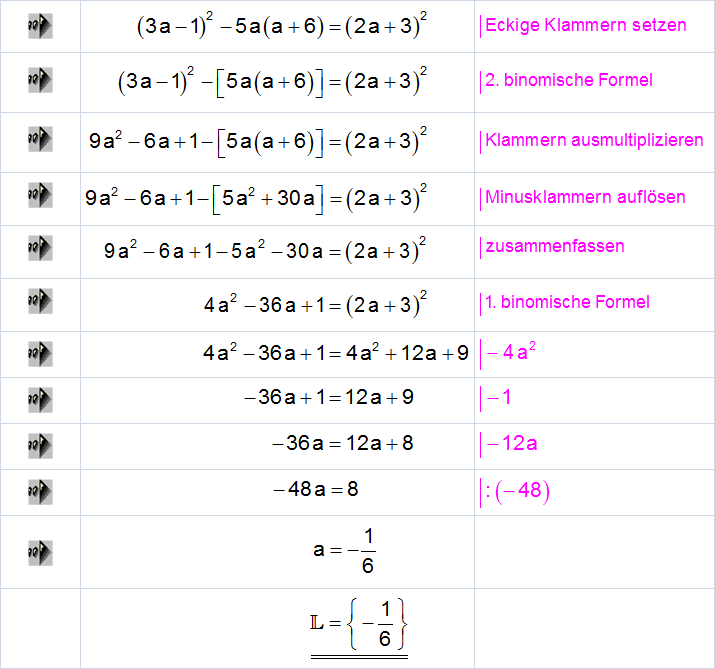 (3a−1)² −5a(a+6)=(2a+3)² |Eckige Klammern setzen
(3a−1)² −[5a(a+6)]=(2a+3)² |2. binomische Formel
9a² −6a+1−[5a(a+6)]=(2a+3)² |Klammern ausmultiplizieren
9a² −6a+1−[5a² +30a]=(2a+3)² |Minusklammern auflösen
9a² −6a+1−5a² −30a=(2a+3)² |zusammenfassen
4a² −36a+1=(2a+3)² |1. binomische Formel
4a² −36a+1=4a² +12a+9 |−4a²
−36a+1=12a+9 |−1
−36a=12a+8 |−12a
−48a=8 |:(−48)
a=−1/6
𝕃={−1/6}